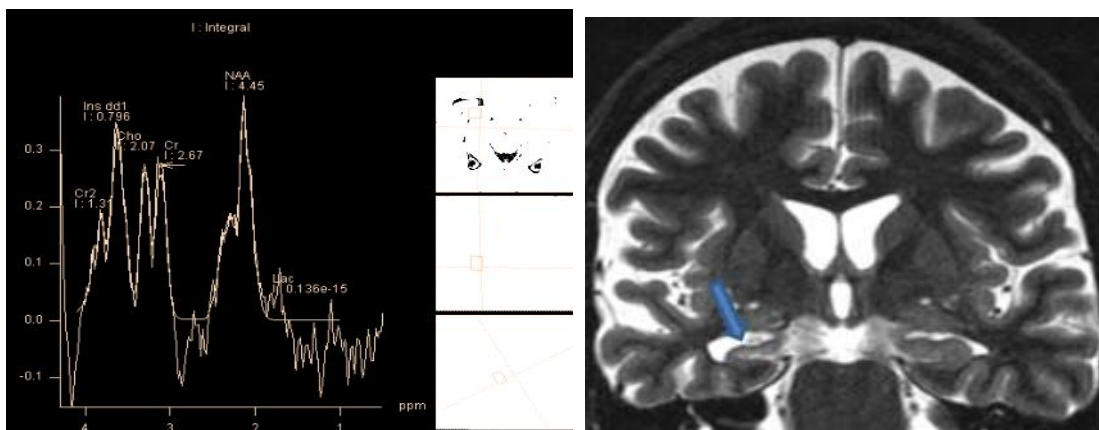 I : Integral
NAA
I : 4.45
Ins dd1
I : 0.796
Cho
I : 2.07
Cr
I : 2.67
Cr2
I : 1.31
Lac
0.136e-15
0.3
0.2
0.1
0.0
-0.1
4
3
2
1
ppm